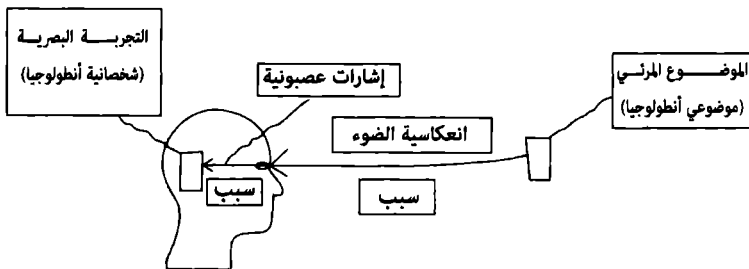 التجربة البصرية
(شخصانية أنطولوجيا)
إشارات عصبونية
الموضوع المرئي
(موضوعي أنطولوجيا)
انعكاسية الضوء
سبب
سبب